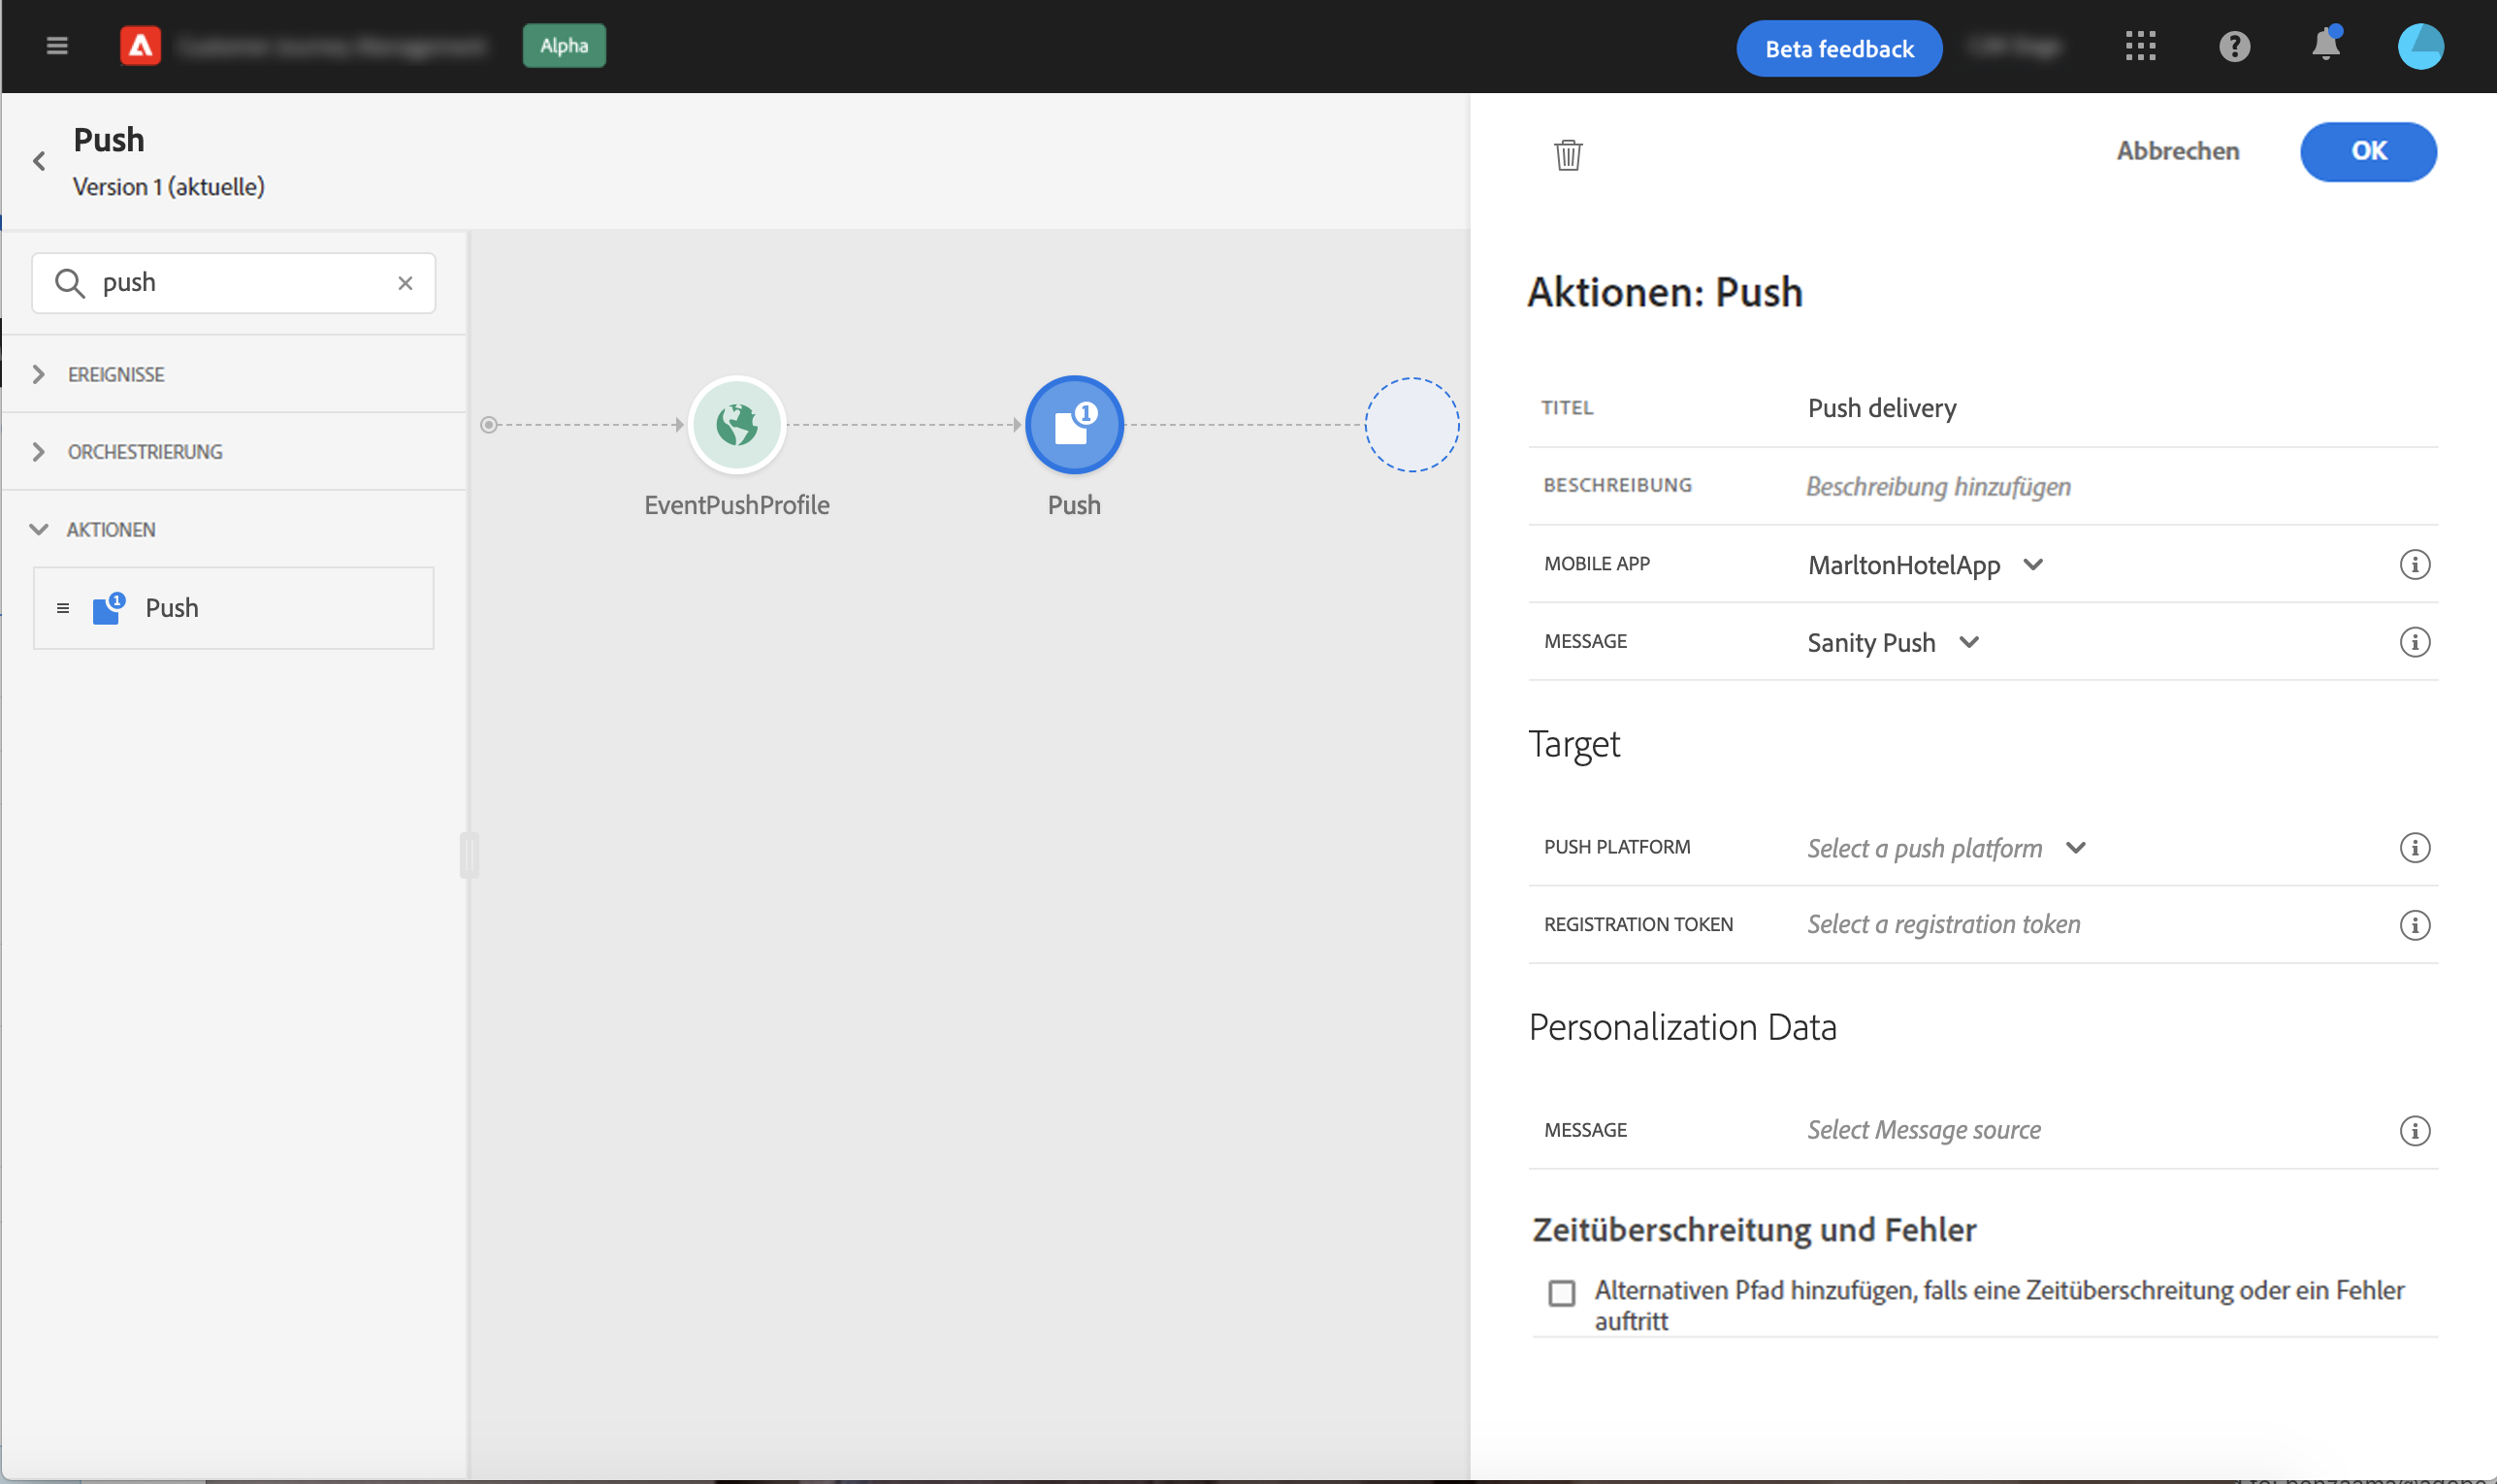 Alpha
Beta feedback
Push
Version 1 (aktuelle)
Abbrechen
OK
push
EREIGNISSE
ORCHESTRIERUNG
AKTIONEN
1 Push
EventPushProfile
1
Push
Aktionen: Push
TITEL Push delivery
BESCHREIBUNG Beschreibung hinzufügen
MOBILE APP MarltonHotelApp
MESSAGE Sanity Push
Target
PUSH PLATFORM Select a push platform
REGISTRATION TOKEN Select a registration token
Personalization Data
MESSAGE Select Message source
Zeitüberschreitung und Fehler
Alternativen Pfad hinzufügen, falls eine Zeitüberschreitung oder ein Fehler
auftritt